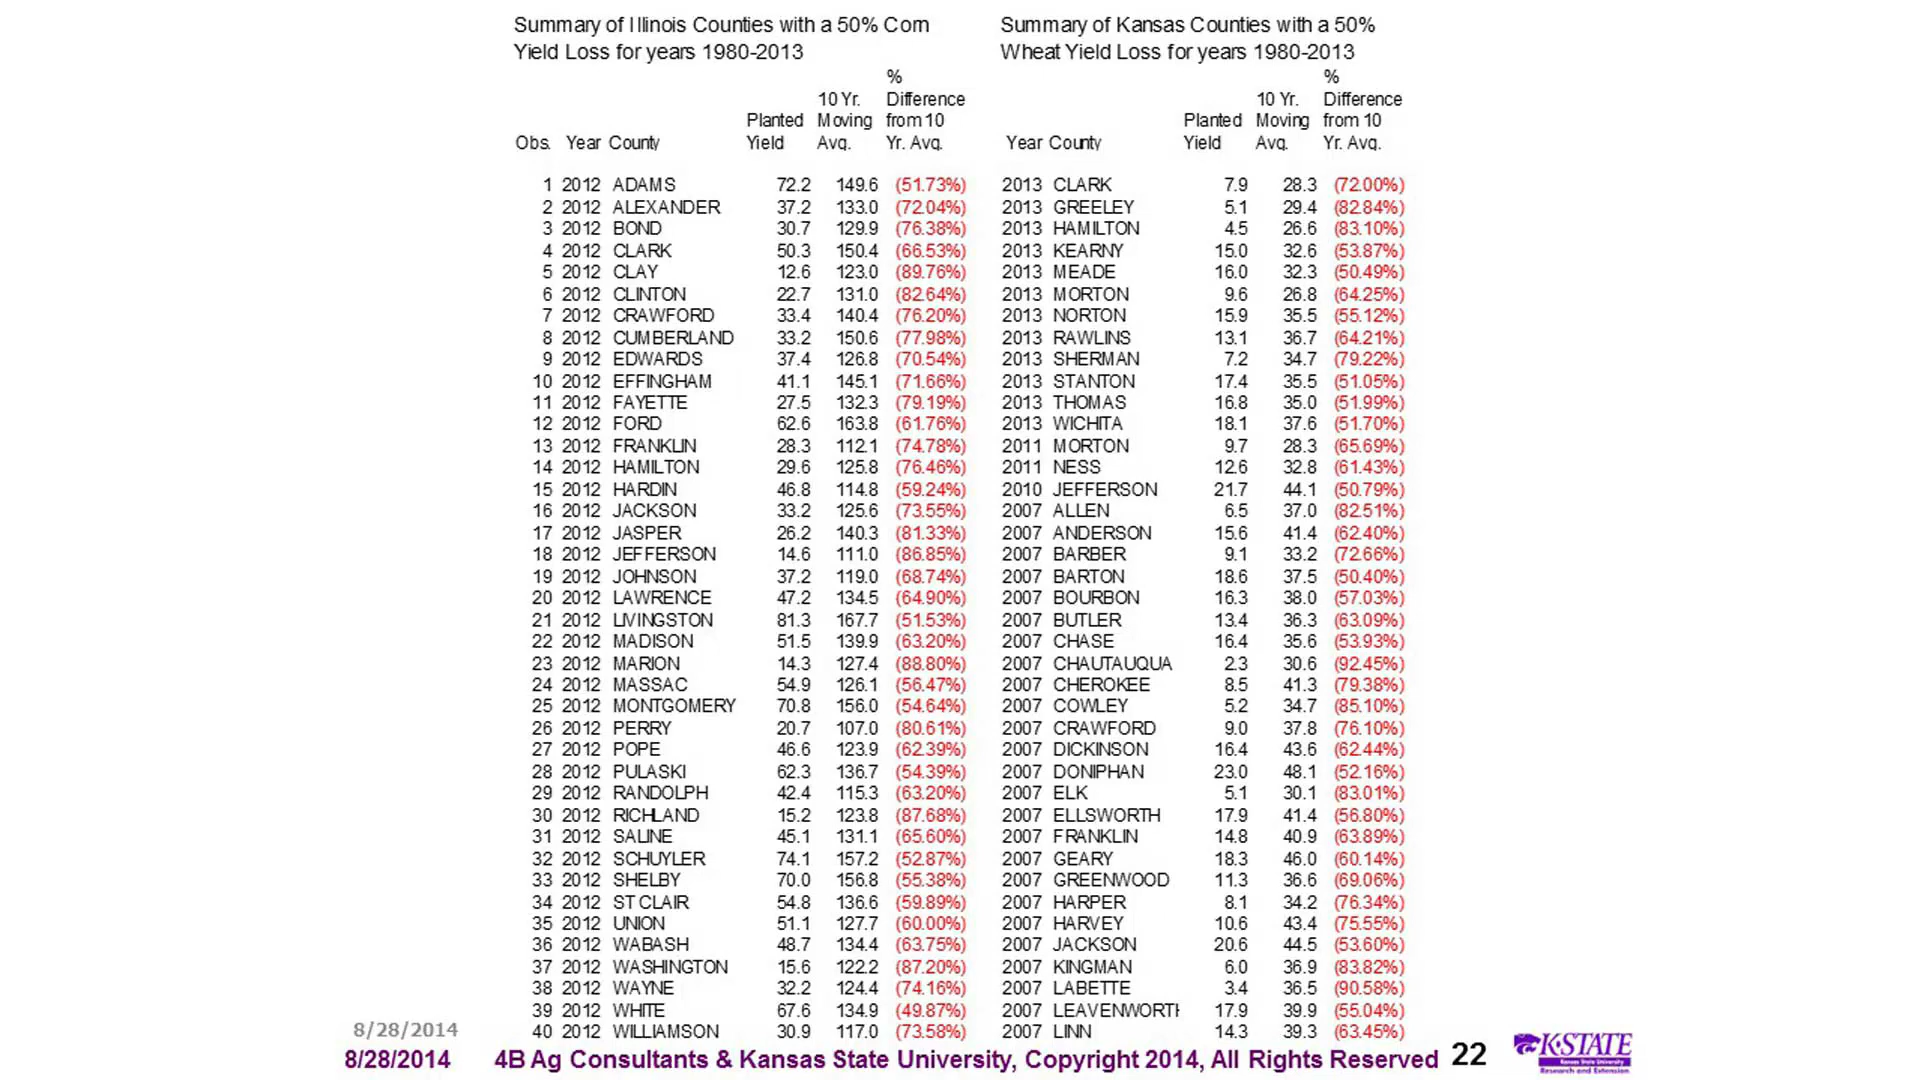 Summary of Illinois Counties with a 50% Corn Yield Loss for years 1980-2013
Summary of Kansas Counties with a 50% Wheat Yield Loss for years 1980-2013
Obs. Year County Planted Yield 10 Yr. Moving Avg. % Difference from 10 Yr. Avg. Year County Planted Yield 10 Yr. Moving Avg. % Difference from 10 Yr. Avg.
1 2012 ADAMS 72.2 149.6 (51.73%) 2013 CLARK 7.9 28.3 (72.00%)
2 2012 ALEXANDER 37.2 133.0 (72.04%) 2013 GREELEY 5.1 29.4 (82.84%)
3 2012 BOND 30.7 129.9 (76.38%) 2013 HAMILTON 4.5 26.6 (83.10%)
4 2012 CLARK 50.3 150.4 (66.53%) 2013 KEARNY 15.0 32.6 (53.87%)
5 2012 CLAY 12.6 123.0 (89.76%) 2013 MEADE 16.0 32.3 (50.49%)
6 2012 CLINTON 22.7 131.0 (82.64%) 2013 MORTON 9.6 26.8 (64.25%)
7 2012 CRAWFORD 33.4 140.4 (76.20%) 2013 NORTON 15.9 35.5 (55.12%)
8 2012 CUMBERLAND 33.2 150.6 (77.98%) 2013 RAWLINS 13.1 36.7 (64.21%)
9 2012 EDWARDS 37.4 126.8 (70.54%) 2013 SHERMAN 7.2 34.7 (79.22%)
10 2012 EFFINGHAM 41.1 145.1 (71.66%) 2013 STANTON 17.4 35.5 (51.05%)
11 2012 FAYETTE 27.5 132.3 (79.19%) 2013 THOMAS 16.8 35.0 (51.99%)
12 2012 FORD 62.6 163.8 (61.76%) 2013 WICHITA 18.1 37.6 (51.70%)
13 2012 FRANKLIN 28.3 112.1 (74.78%) 2011 MORTON 9.7 28.3 (65.69%)
14 2012 HAMILTON 29.6 125.8 (76.46%) 2011 NESS 12.6 32.8 (61.43%)
15 2012 HARDIN 46.8 114.8 (59.24%) 2010 JEFFERSON 21.7 44.1 (50.79%)
16 2012 JACKSON 33.2 125.6 (73.55%) 2007 ALLEN 6.5 37.0 (82.51%)
17 2012 JASPER 26.2 140.3 (81.33%) 2007 ANDERSON 15.6 41.4 (62.40%)
18 2012 JEFFERSON 14.6 111.0 (86.85%) 2007 BARBER 9.1 33.2 (72.66%)
19 2012 JOHNSON 37.2 119.0 (68.74%) 2007 BARTON 18.6 37.5 (50.40%)
20 2012 LAWRENCE 47.2 134.5 (64.90%) 2007 BOURBON 16.3 38.0 (57.03%)
21 2012 LIVINGSTON 81.3 167.7 (51.53%) 2007 BUTLER 13.4 36.3 (63.09%)
22 2012 MADISON 51.5 139.9 (63.20%) 2007 CHASE 16.4 35.6 (53.93%)
23 2012 MARION 14.3 127.4 (88.80%) 2007 CHAUTAUQUA 2.3 30.6 (92.45%)
24 2012 MASSAC 54.9 126.1 (56.47%) 2007 CHEROKEE 8.5 41.3 (79.38%)
25 2012 MONTGOMERY 70.8 156.0 (54.64%) 2007 COWLEY 5.2 34.7 (85.10%)
26 2012 PERRY 20.7 107.0 (80.61%) 2007 CRAWFORD 9.0 37.8 (76.10%)
27 2012 POPE 46.6 123.9 (62.39%) 2007 DICKINSON 16.4 43.6 (62.44%)
28 2012 PULASKI 62.3 136.7 (54.39%) 2007 DONIPHAN 23.0 48.1 (52.16%)
29 2012 RANDOLPH 42.4 115.3 (63.20%) 2007 ELK 5.1 30.1 (83.01%)
30 2012 RICHLAND 15.2 123.8 (87.68%) 2007 ELLSWORTH 17.9 41.4 (56.80%)
31 2012 SALINE 45.1 131.1 (65.60%) 2007 FRANKLIN 14.8 40.9 (63.89%)
32 2012 SCHUYLER 74.1 157.2 (52.87%) 2007 GEARY 18.3 46.0 (60.14%)
33 2012 SHELBY 70.0 156.8 (55.38%) 2007 GREENWOOD 11.3 36.6 (69.06%)
34 2012 ST CLAIR 54.8 136.6 (59.89%) 2007 HARPER 8.1 34.2 (76.34%)
35 2012 UNION 51.1 127.7 (60.00%) 2007 HARVEY 10.6 43.4 (75.55%)
36 2012 WABASH 48.7 134.4 (63.75%) 2007 JACKSON 20.6 44.5 (53.60%)
37 2012 WASHINGTON 15.6 122.2 (87.20%) 2007 KINGMAN 6.0 36.9 (83.82%)
38 2012 WAYNE 32.2 124.4 (74.16%) 2007 LABETTE 3.4 36.5 (90.58%)
39 2012 WHITE 67.6 134.9 (49.87%) 2007 LEAVENWORTH 17.9 39.9 (55.04%)
40 2012 WILLIAMSON 30.9 117.0 (73.58%) 2007 LINN 14.3 39.3 (63.45%)
8/28/2014
8/28/2014 4B Ag Consultants & Kansas State University, Copyright 2014, All Rights Reserved 22
K-STATE
Kansas State University
Research and Extension